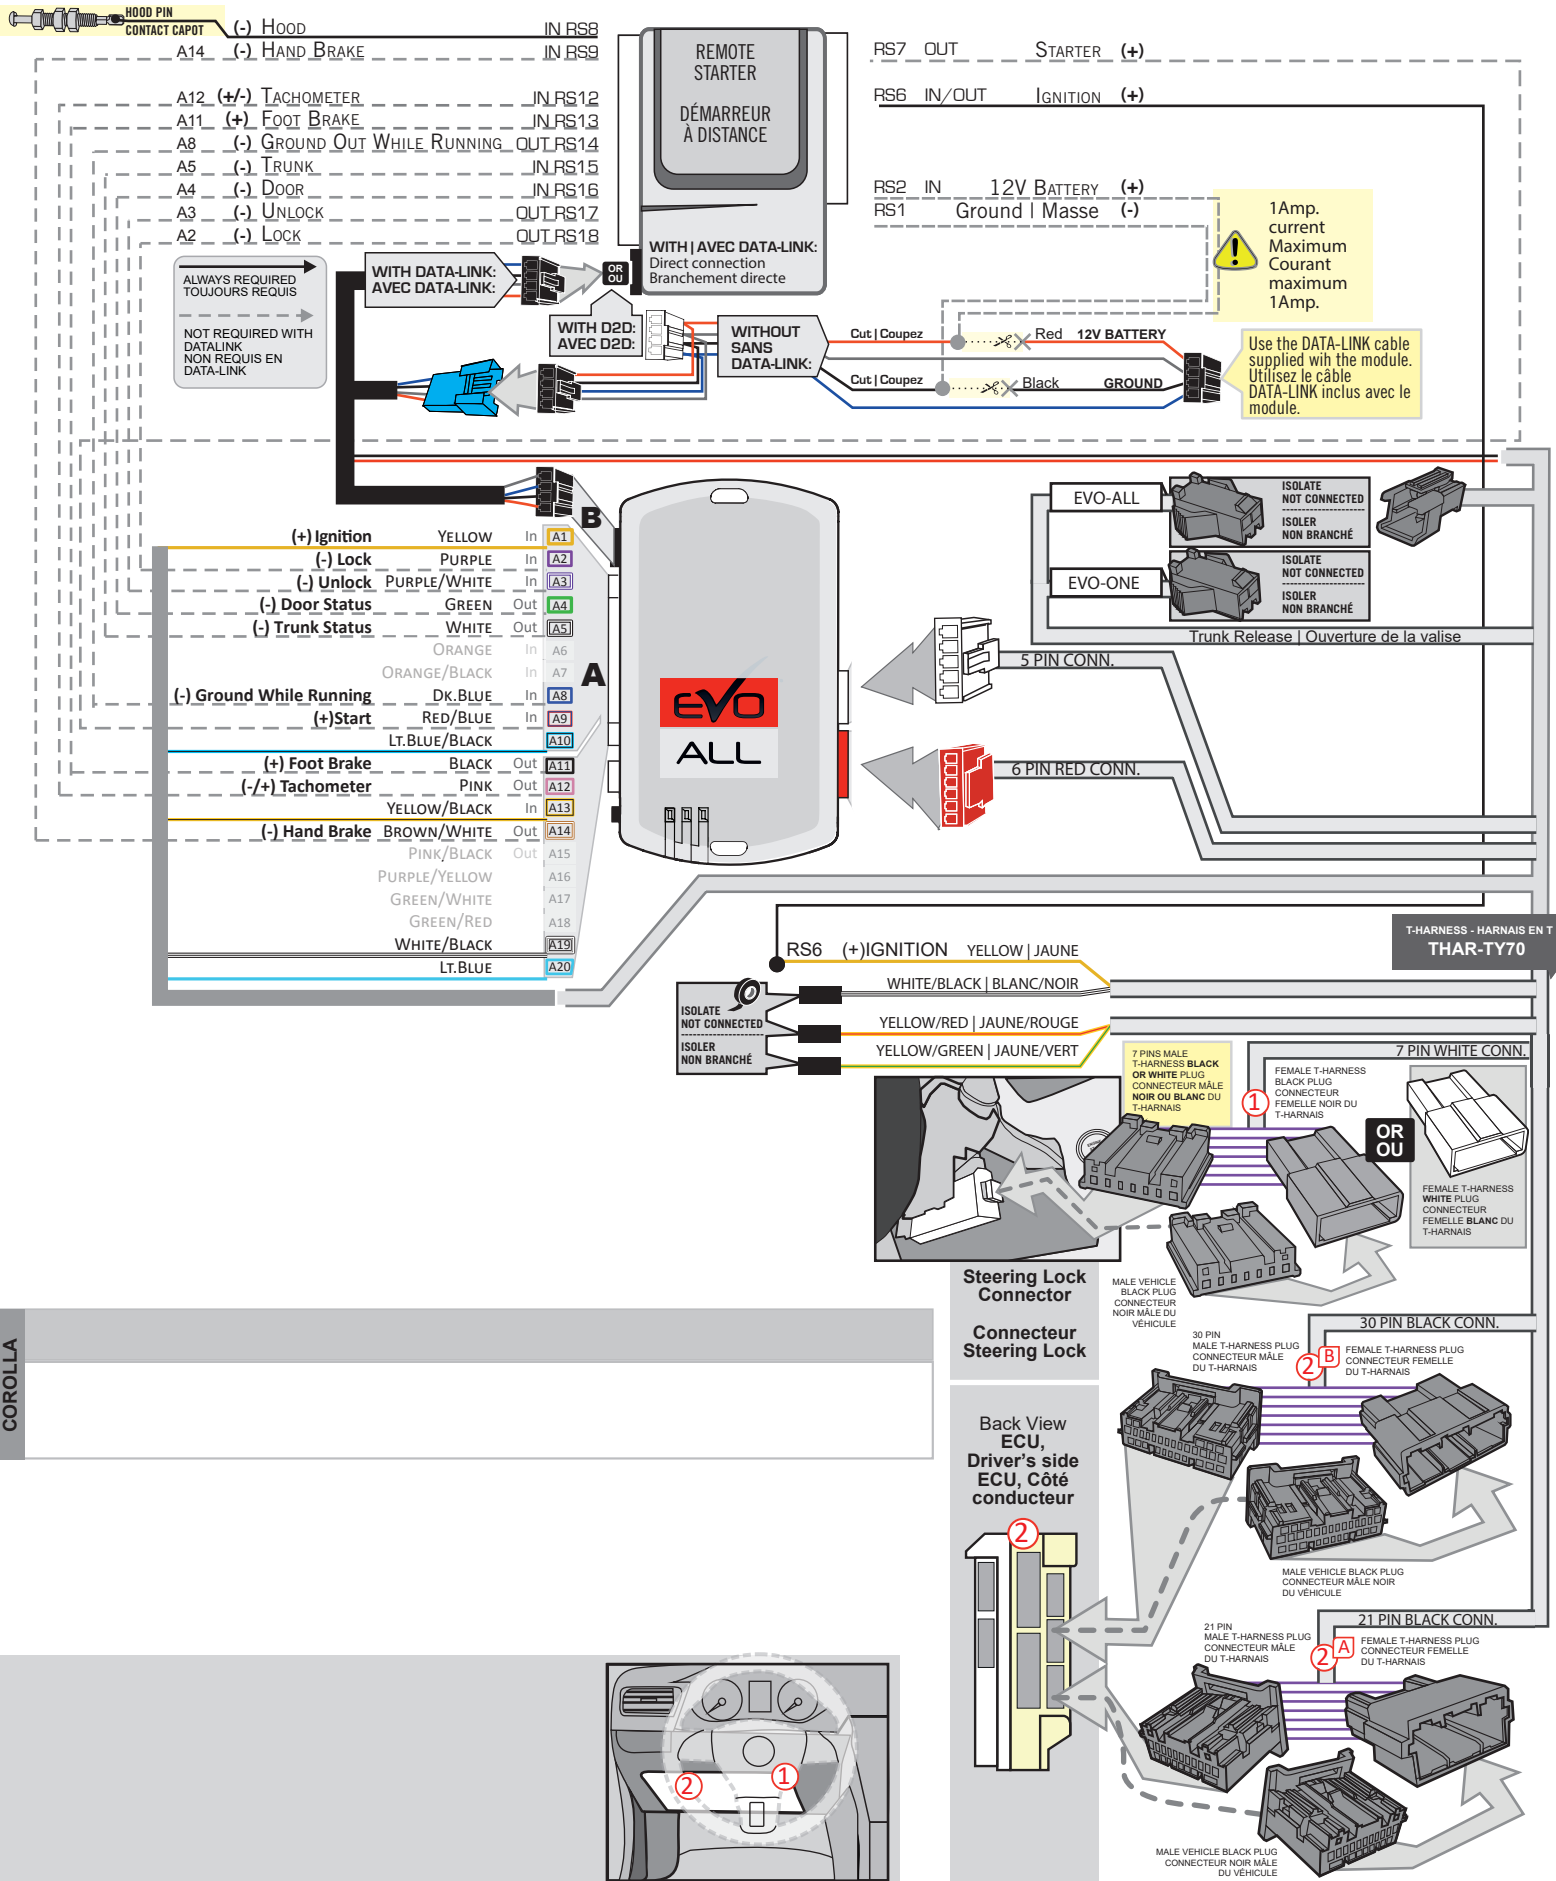 HOOD PIN
CONTACT CAPOT
(-) HOOD IN RS8
A14 (-) HAND BRAKE IN RS9
A12 (+/-) TACHOMETER IN RS12
A11 (+) FOOT BRAKE IN RS13
A8 (-) GROUND OUT WHILE RUNNING OUT RS14
A5 (-) TRUNK IN RS15
A4 (-) DOOR IN RS16
A3 (-) UNLOCK OUT RS17
A2 (-) LOCK OUT RS18
REMOTE
STARTER
DÉMARREUR
À DISTANCE
WITH | AVEC DATA-LINK:
Direct connection
Branchement directe
RS7 OUT STARTER (+)
RS6 IN/OUT IGNITION (+)
RS2 IN 12V BATTERY (+)
RS1 Ground | Masse (-)
1Amp.
current
Maximum
Courant
maximum
1Amp.
ALWAYS REQUIRED
TOUJOURS REQUIS
NOT REQUIRED WITH
DATALINK
NON REQUIS EN
DATA-LINK
WITH DATA-LINK:
AVEC DATA-LINK:
OR
OU
WITH D2D:
AVEC D2D:
WITHOUT
SANS
DATA-LINK:
Cut | Coupez Red 12V BATTERY
Cut | Coupez Black GROUND
Use the DATA-LINK cable
supplied wih the module.
Utilisez le câble
DATA-LINK inclus avec le
module.
EVO-ALL
ISOLATE
NOT CONNECTED
ISOLER
NON BRANCHÉ
EVO-ONE
ISOLATE
NOT CONNECTED
ISOLER
NON BRANCHÉ
Trunk Release | Ouverture de la valise
B
A
(+) Ignition YELLOW In A1
(-) Lock PURPLE In A2
(-) Unlock PURPLE/WHITE In A3
(-) Door Status GREEN Out A4
(-) Trunk Status WHITE Out A5
ORANGE In A6
ORANGE/BLACK In A7
(-) Ground While Running DK.BLUE In A8
(+)Start RED/BLUE In A9
LT.BLUE/BLACK A10
(+) Foot Brake BLACK Out A11
(-/+) Tachometer PINK Out A12
YELLOW/BLACK In A13
(-) Hand Brake BROWN/WHITE Out A14
PINK/BLACK Out A15
PURPLE/YELLOW A16
GREEN/WHITE A17
GREEN/RED A18
WHITE/BLACK A19
LT.BLUE A20
EVO
ALL
5 PIN CONN.
6 PIN RED CONN.
T-HARNESS - HARNAIS EN T
THAR-TY70
RS6 (+)IGNITION YELLOW | JAUNE
WHITE/BLACK | BLANC/NOIR
YELLOW/RED | JAUNE/ROUGE
YELLOW/GREEN | JAUNE/VERT
ISOLATE
NOT CONNECTED
ISOLER
NON BRANCHÉ
7 PIN WHITE CONN.
7 PINS MALE
T-HARNESS BLACK
OR WHITE PLUG
CONNECTEUR MÂLE
NOIR OU BLANC DU
T-HARNAIS
1
FEMALE T-HARNESS
BLACK PLUG
CONNECTEUR
FEMELLE NOIR DU
T-HARNAIS
OR
OU
FEMALE T-HARNESS
WHITE PLUG
CONNECTEUR
FEMELLE BLANC DU
T-HARNAIS
MALE VEHICLE
BLACK PLUG
CONNECTEUR
NOIR MÂLE DU
VÉHICULE
Steering Lock
Connector
Connecteur
Steering Lock
30 PIN BLACK CONN.
30 PIN
MALE T-HARNESS PLUG
CONNECTEUR MÂLE
DU T-HARNAIS
2 B
FEMALE T-HARNESS PLUG
CONNECTEUR FEMELLE
DU T-HARNAIS
MALE VEHICLE BLACK PLUG
CONNECTEUR MÂLE NOIR
DU VÉHICULE
COROLLA
Back View
ECU,
Driver's side
ECU, Côté
conducteur
2
21 PIN BLACK CONN.
21 PIN
MALE T-HARNESS PLUG
CONNECTEUR MÂLE
DU T-HARNAIS
2 A
FEMALE T-HARNESS PLUG
CONNECTEUR FEMELLE
DU T-HARNAIS
MALE VEHICLE BLACK PLUG
CONNECTEUR NOIR MÂLE
DU VÉHICULE
2
1